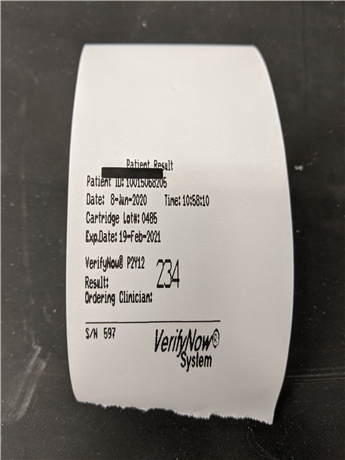 Patient Result
Patient ID:10015068205
Date: 8-Jun-2020 Time: 10:58:10
Cartridge Lot#: 0485
Exp.Date: 19-Feb-2021
VerifyNow® P2Y12
Result: 234
Ordering Clinician:
S/N 597
VerifyNow®
System